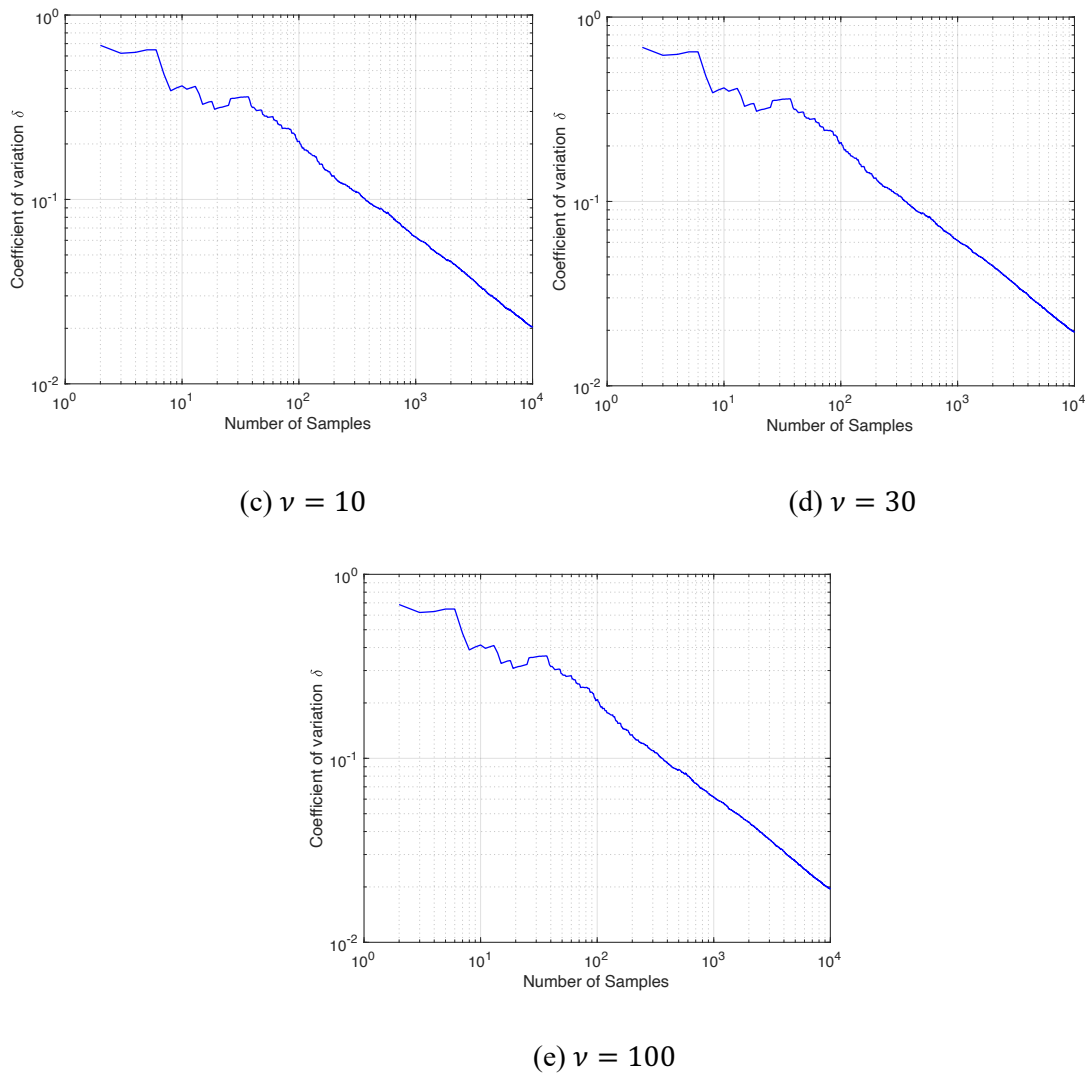 10^0
10^-1
10^-2
Coefficient of variation δ
10^0 10^1 10^2 10^3 10^4
Number of Samples
(c) ν = 10
10^0
10^-1
10^-2
Coefficient of variation δ
10^0 10^1 10^2 10^3 10^4
Number of Samples
(d) ν = 30
10^0
10^-1
10^-2
Coefficient of variation δ
10^0 10^1 10^2 10^3 10^4
Number of Samples
(e) ν = 100